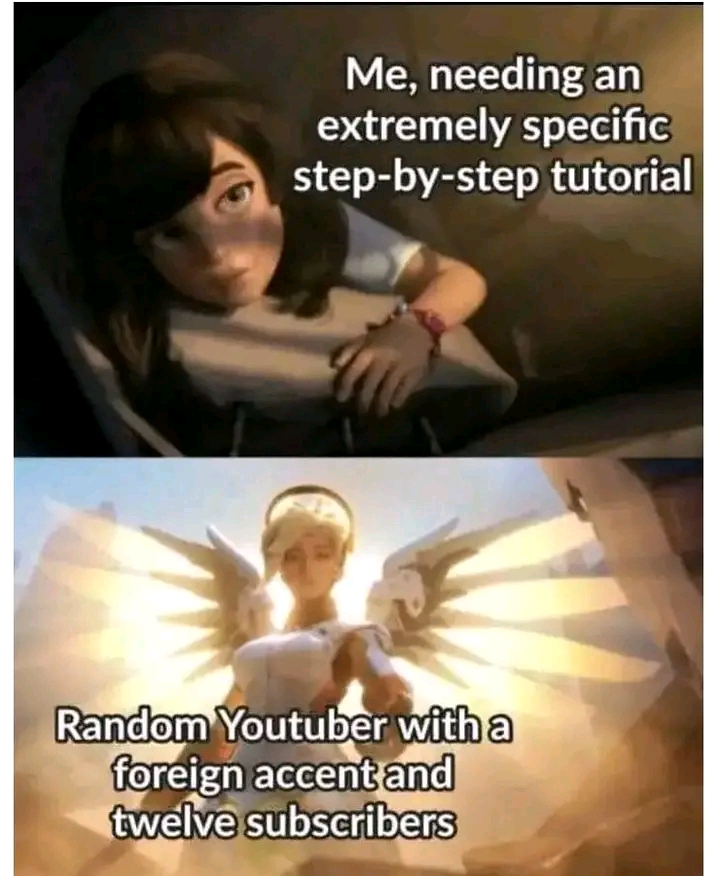 Me, needing an
extremely specific
step-by-step tutorial
Random Youtuber with a
foreign accent and
twelve subscribers